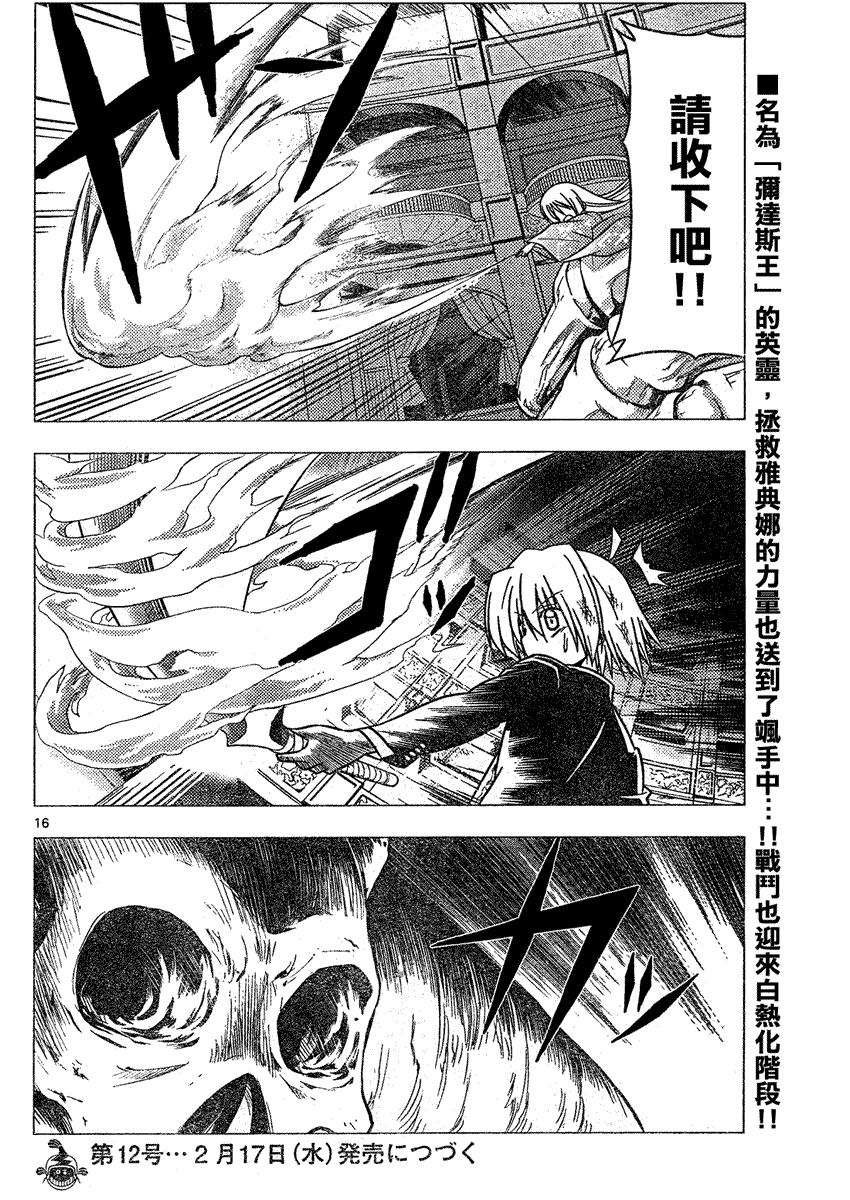 請收下吧!!
■名為「彌達斯王」的英靈，拯救雅典娜的力量也送到了颯手中…!!戰鬥也迎來白熱化階段!!
ゴ"
16
カ"
第12号…2月17日(水)発売につづく